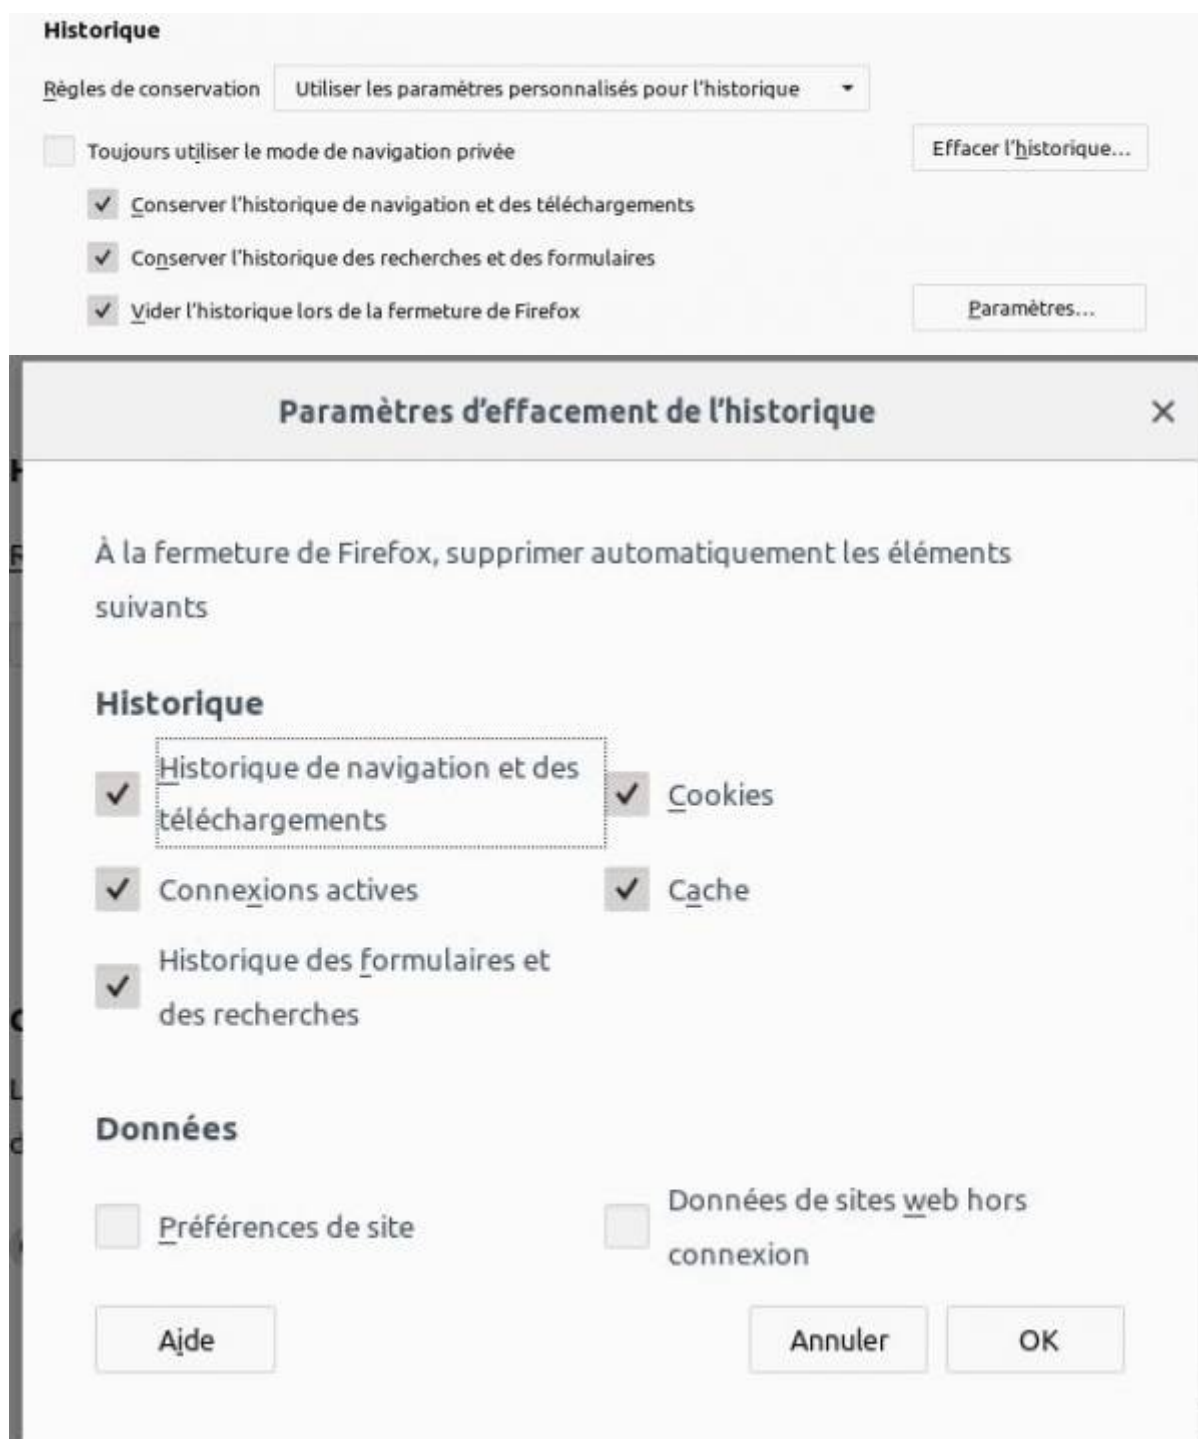 Historique
Règles de conservation Utiliser les paramètres personnalisés pour l'historique
Toujours utiliser le mode de navigation privée Effacer l'historique...
Conserver l'historique de navigation et des téléchargements
Conserver l'historique des recherches et des formulaires
Vider l'historique lors de la fermeture de Firefox Paramètres...
Paramètres d'effacement de l'historique
À la fermeture de Firefox, supprimer automatiquement les éléments
suivants
Historique
Historique de navigation et des
téléchargements
Cookies
Connexions actives Cache
Historique des formulaires et
des recherches
Données
Préférences de site
Données de sites web hors
connexion
Aide Annuler OK